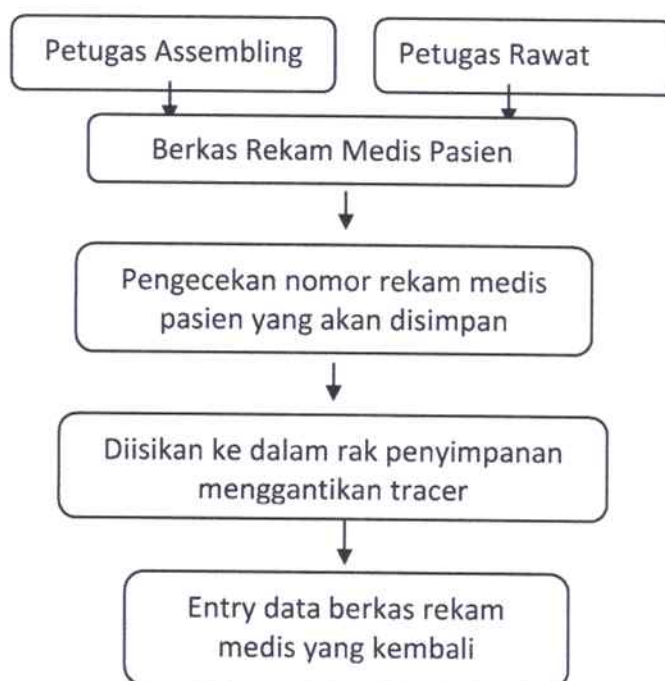 Petugas Assembling
Petugas Rawat
Berkas Rekam Medis Pasien
Pengecekan nomor rekam medis
pasien yang akan disimpan
Diisikan ke dalam rak penyimpanan
menggantikan tracer
Entry data berkas rekam
medis yang kembali